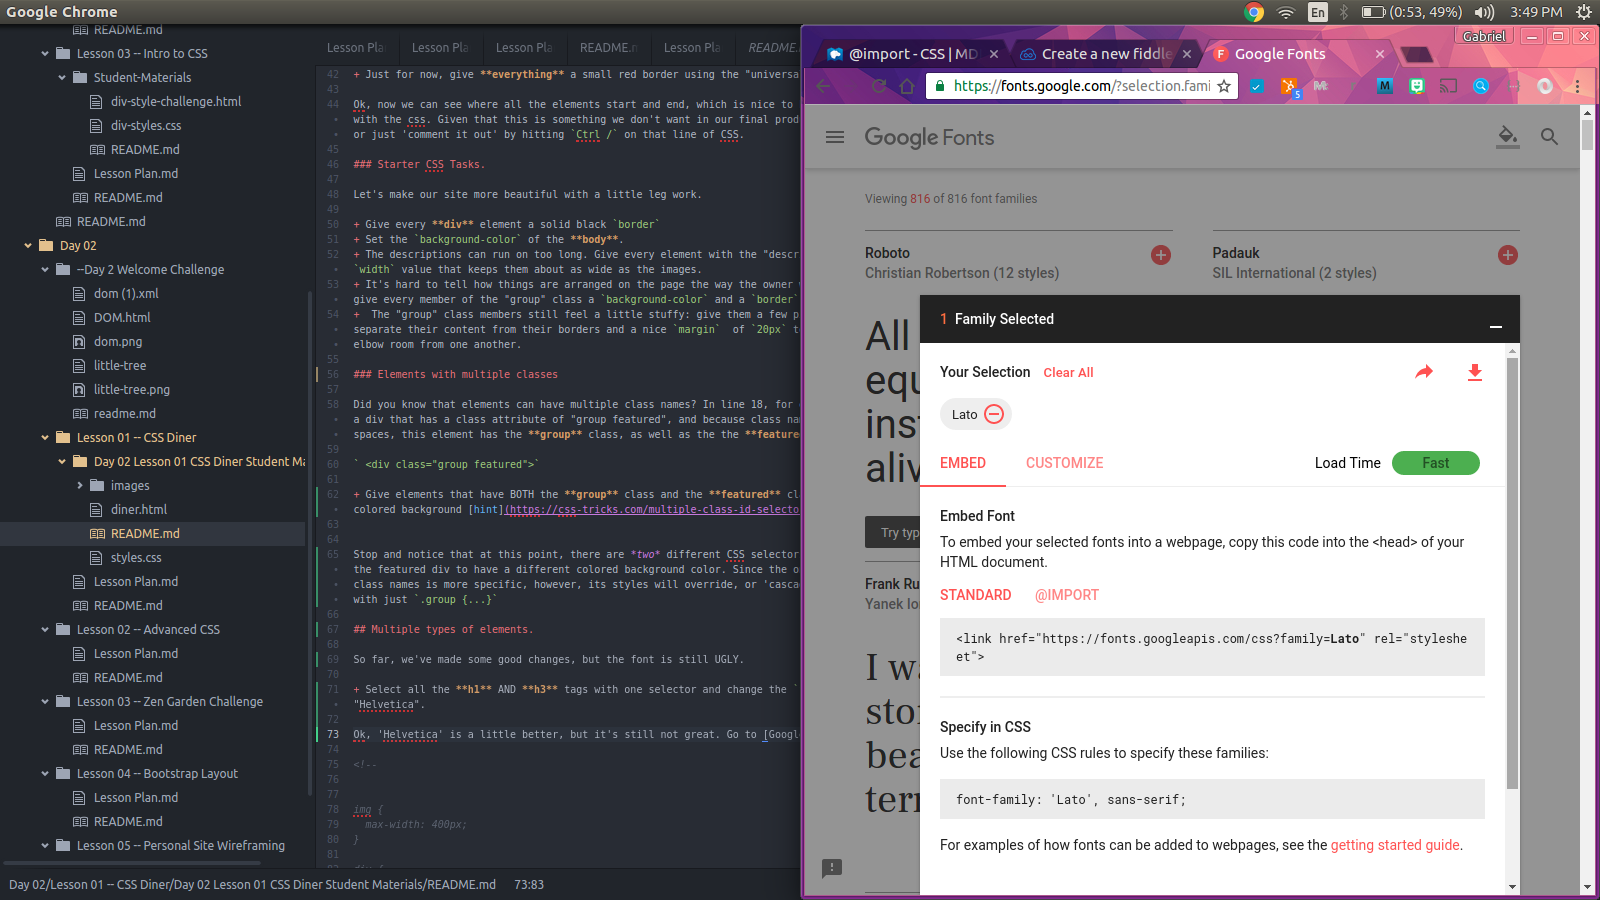 Google Chrome
En
(0:53, 49%)
3:49 PM
README.md
Lesson 03 -- Intro to CSS
Student-Materials
div-style-challenge.html
div-styles.css
README.md
Lesson Plan.md
README.md
README.md
Day 02
--Day 2 Welcome Challenge
dom (1).xml
DOM.html
dom.png
little-tree
little-tree.png
readme.md
Lesson 01 -- CSS Diner
Day 02 Lesson 01 CSS Diner Student Ma
images
diner.html
README.md
styles.css
Lesson Plan.md
README.md
Lesson 02 -- Advanced CSS
Lesson Plan.md
README.md
Lesson 03 -- Zen Garden Challenge
Lesson Plan.md
README.md
Lesson 04 -- Bootstrap Layout
Lesson Plan.md
README.md
Lesson 05 -- Personal Site Wireframing
Day 02/Lesson 01 -- CSS Diner/Day 02 Lesson 01 CSS Diner Student Materials/README.md 73:83
Lesson Pla Lesson Pla Lesson Pla README.m Lesson Pla README.
42 + Just for now, give **everything** a small red border using the "universa
43
44 Ok, now we can see where all the elements start and end, which is nice to
with the css. Given that this is something we don't want in our final prod
or just 'comment it out' by hitting `Ctrl /` on that line of CSS.
45
46 ### Starter CSS Tasks.
47
48 Let's make our site more beautiful with a little leg work.
49
50 + Give every **div** element a solid black `border`
51 + Set the `background-color` of the **body**.
52 + The descriptions can run on too long. Give every element with the "descr
`width` value that keeps them about as wide as the images.
53 + It's hard to tell how things are arranged on the page the way the owner
give every member of the "group" class a `background-color` and a `border`
54 + The "group" class members still feel a little stuffy: give them a few p
separate their content from their borders and a nice `margin` of `20px` t
elbow room from one another.
55
56 ### Elements with multiple classes
57
58 Did you know that elements can have multiple class names? In line 18, for
a div that has a class attribute of "group featured", and because class na
spaces, this element has the **group** class, as well as the the **feature
59
60 ` <div class="group featured">`
61
62 + Give elements that have BOTH the **group** class and the **featured** cl
colored background [hint](https://css-tricks.com/multiple-class-id-selecto
63
64
65 Stop and notice that at this point, there are *two* different CSS selector
the featured div to have a different colored background color. Since the o
class names is more specific, however, its styles will override, or 'casca
with just `.group {...}`
66
67 ## Multiple types of elements.
68
69 So far, we've made some good changes, but the font is still UGLY.
70
71 + Select all the **h1** AND **h3** tags with one selector and change the `
"Helvetica".
72
73 Ok, 'Helvetica' is a little better, but it's still not great. Go to [Googl
74
75 <!--
76
77
78 img {
79 max-width: 400px;
80 }
81
Gabriel
@import - CSS | MD
Create a new fiddle
Google Fonts
https://fonts.google.com/?selection.fami
5
Google Fonts
Viewing 816 of 816 font families
Roboto
Christian Robertson (12 styles)
Padauk
SIL International (2 styles)
All
equ
inst
aliv
Try typ
Frank Ru
Yanek Io
I wa
sto
bea
terr
1 Family Selected
Your Selection Clear All
Lato
EMBED CUSTOMIZE Load Time Fast
Embed Font
To embed your selected fonts into a webpage, copy this code into the <head> of your
HTML document.
STANDARD @IMPORT
<link href="https://fonts.googleapis.com/css?family=Lato" rel="styleshe
et">
Specify in CSS
Use the following CSS rules to specify these families:
font-family: 'Lato', sans-serif;
For examples of how fonts can be added to webpages, see the getting started guide.